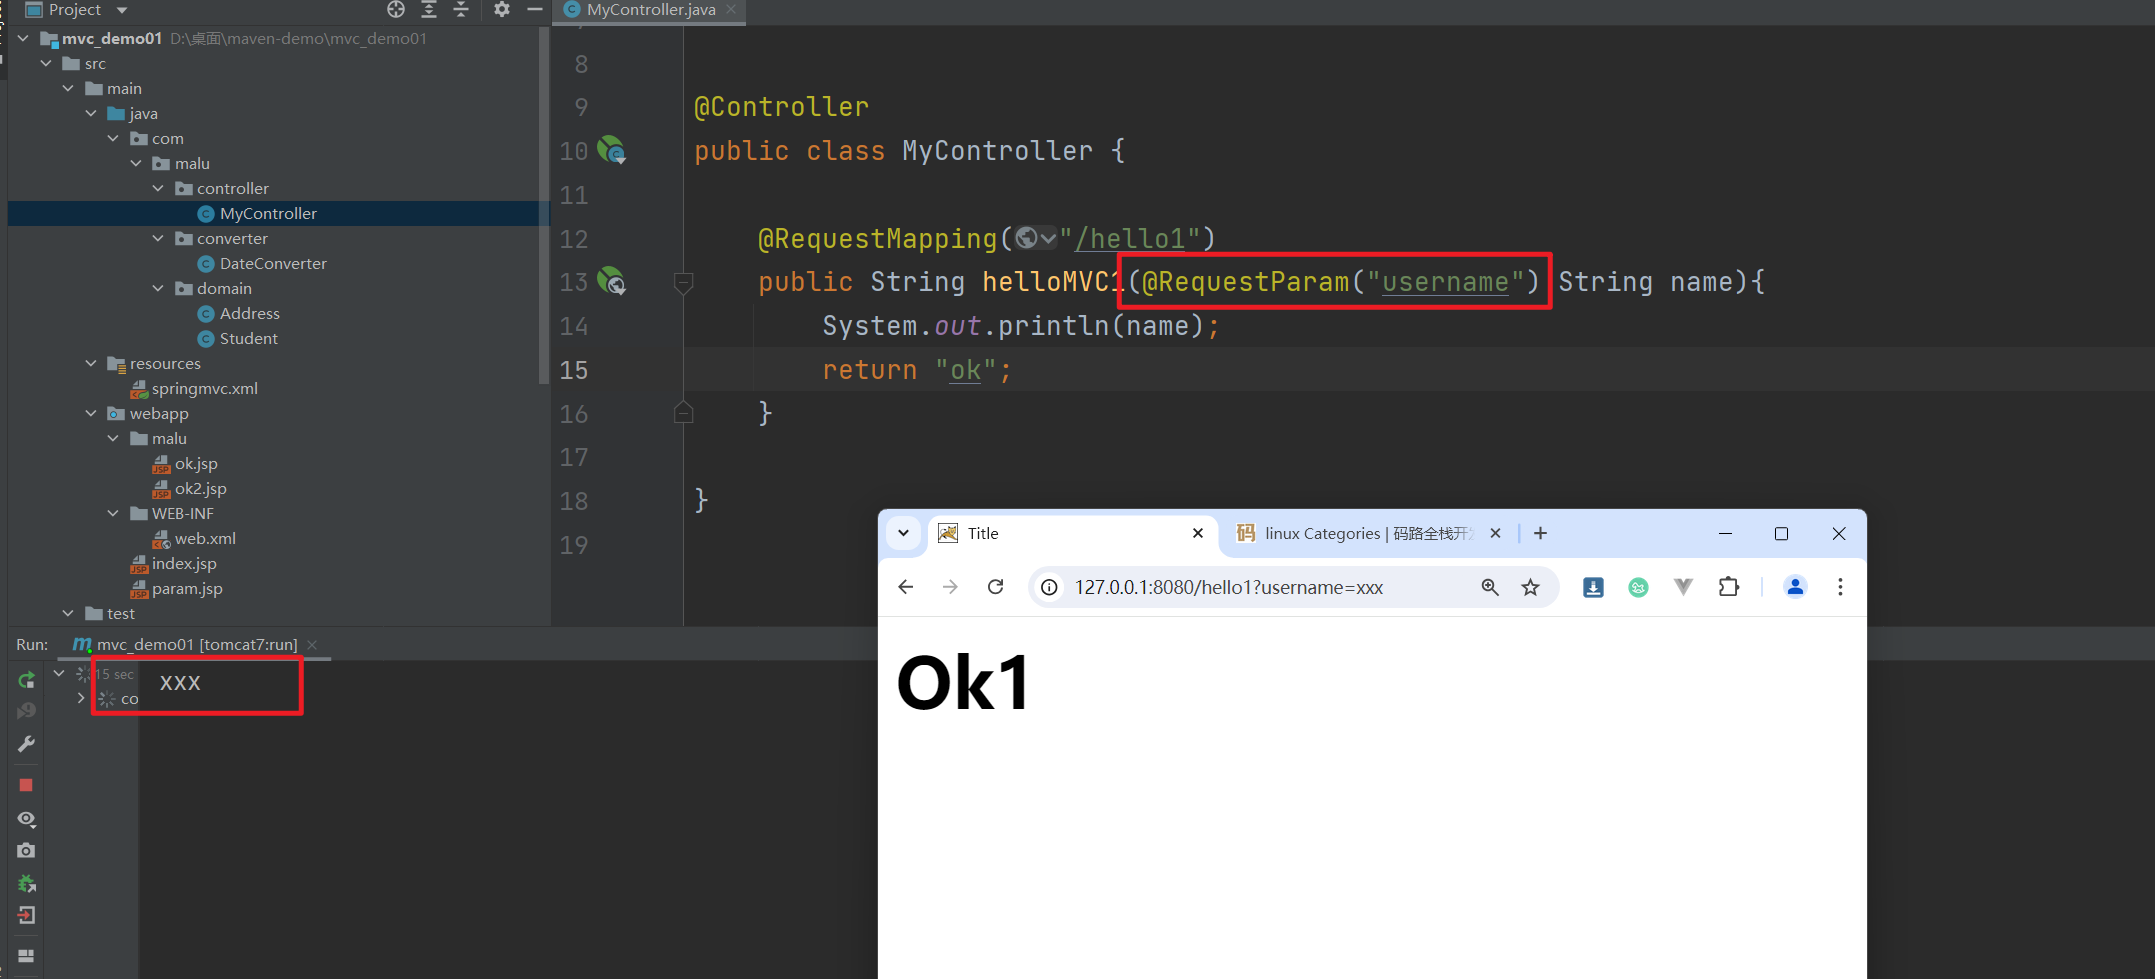 Project
MyController.java
mvc_demo01 D:\桌面\maven-demo\mvc_demo01
src
main
java
com
malu
controller
MyController
converter
DateConverter
domain
Address
Student
resources
springmvc.xml
webapp
malu
ok.jsp
ok2.jsp
WEB-INF
web.xml
index.jsp
param.jsp
test
8
9 @Controller
10 public class MyController {
11
12 @RequestMapping("/hello1")
13 public String helloMVC1(@RequestParam("username") String name){
14 System.out.println(name);
15 return "ok";
16 }
17
18 }
19
Run: mvc_demo01 [tomcat7:run]
15 sec
xxx
co
Title
linux Categories | 码路全栈开
127.0.0.1:8080/hello1?username=xxx
Ok1